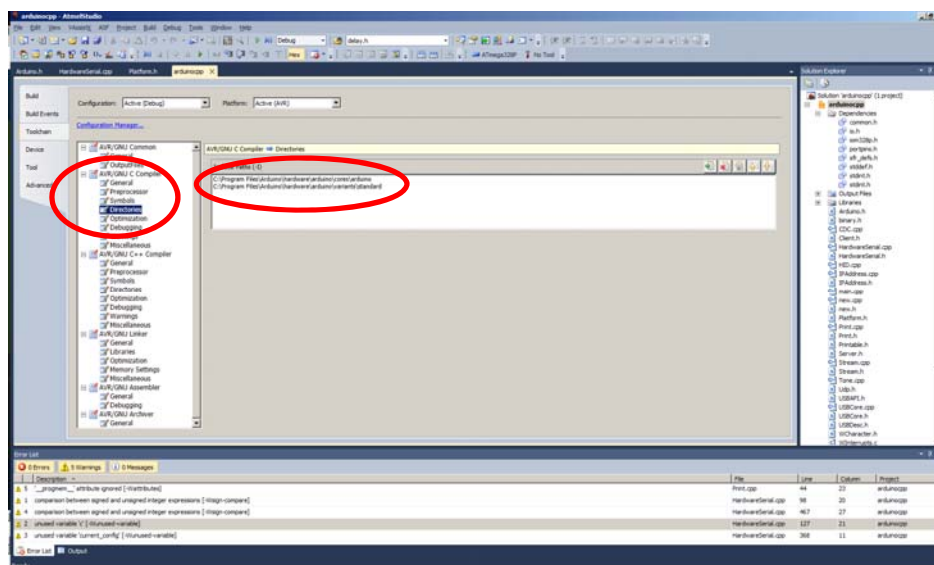 arduinocpp - AtmelStudio
File Edit View VAssistX ASF Project Build Debug Tools Window Help
Debug
delay.h
Hex
ATmega328P
No Tool
Arduino.h HardwareSerial.cpp Platform.h arduinocpp X
Build
Build Events
Toolchain
Device
Tool
Advanced
Configuration: Active (Debug) Platform: Active (AVR)
Configuration Manager...
AVR/GNU Common
General
OutputFiles
AVR/GNU C Compiler
General
Preprocessor
Symbols
Directories
Optimization
Debugging
Miscellaneous
AVR/GNU C++ Compiler
General
Preprocessor
Symbols
Directories
Optimization
Debugging
Warnings
Miscellaneous
AVR/GNU Linker
General
Libraries
Optimization
Memory Settings
Miscellaneous
AVR/GNU Assembler
General
Debugging
AVR/GNU Archiver
General
AVR/GNU C Compiler Directories
C:\Program Files\Arduino\hardware\arduino\cores\arduino
C:\Program Files\Arduino\hardware\arduino\variants\standard
Solution Explorer
Solution 'arduinocpp' (1 project)
arduinocpp
Dependencies
common.h
io.h
iom328p.h
portpins.h
sfr_defs.h
stddef.h
stdint.h
stdint.h
Output Files
Libraries
Arduino.h
binary.h
CDC.cpp
Client.h
HardwareSerial.cpp
HardwareSerial.h
HID.cpp
IPAddress.cpp
IPAddress.h
main.cpp
new.cpp
new.h
Platform.h
Print.cpp
Print.h
Printable.h
Server.h
Stream.cpp
Stream.h
Tone.cpp
Udp.h
USBAPI.h
USBCore.cpp
USBCore.h
USBDesc.h
WCharacter.h
WInterrupts.c
Error List
0 Errors 5 Warnings 0 Messages
Description File Line Column Project
5 '__progmem__' attribute ignored [-Wattributes] Print.cpp 44 23 arduinocpp
1 comparison between signed and unsigned integer expressions [-Wsign-compare] HardwareSerial.cpp 98 20 arduinocpp
4 comparison between signed and unsigned integer expressions [-Wsign-compare] HardwareSerial.cpp 467 27 arduinocpp
2 unused variable 'c' [-Wunused-variable] HardwareSerial.cpp 127 21 arduinocpp
3 unused variable 'current_config' [-Wunused-variable] HardwareSerial.cpp 368 11 arduinocpp
Error List Output